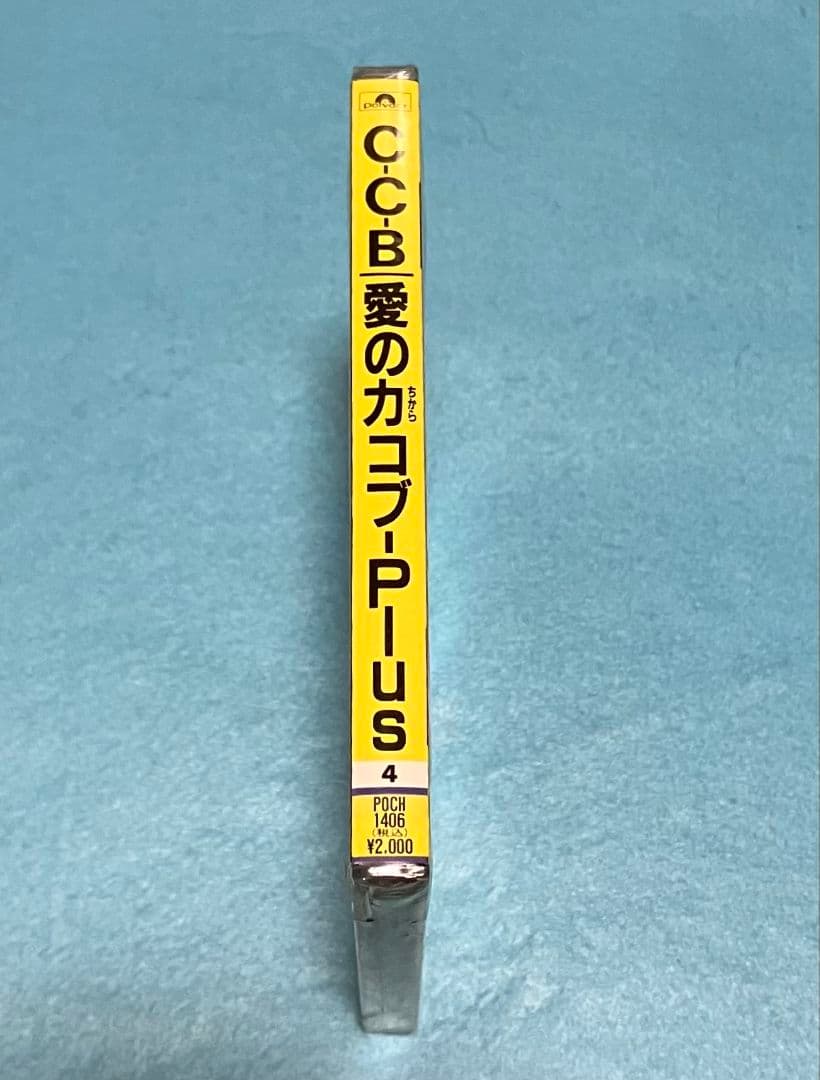 polydor
C-C-B
愛の力コブ-Plus
ちから
4
POCH
1406
(税込)
¥2.000